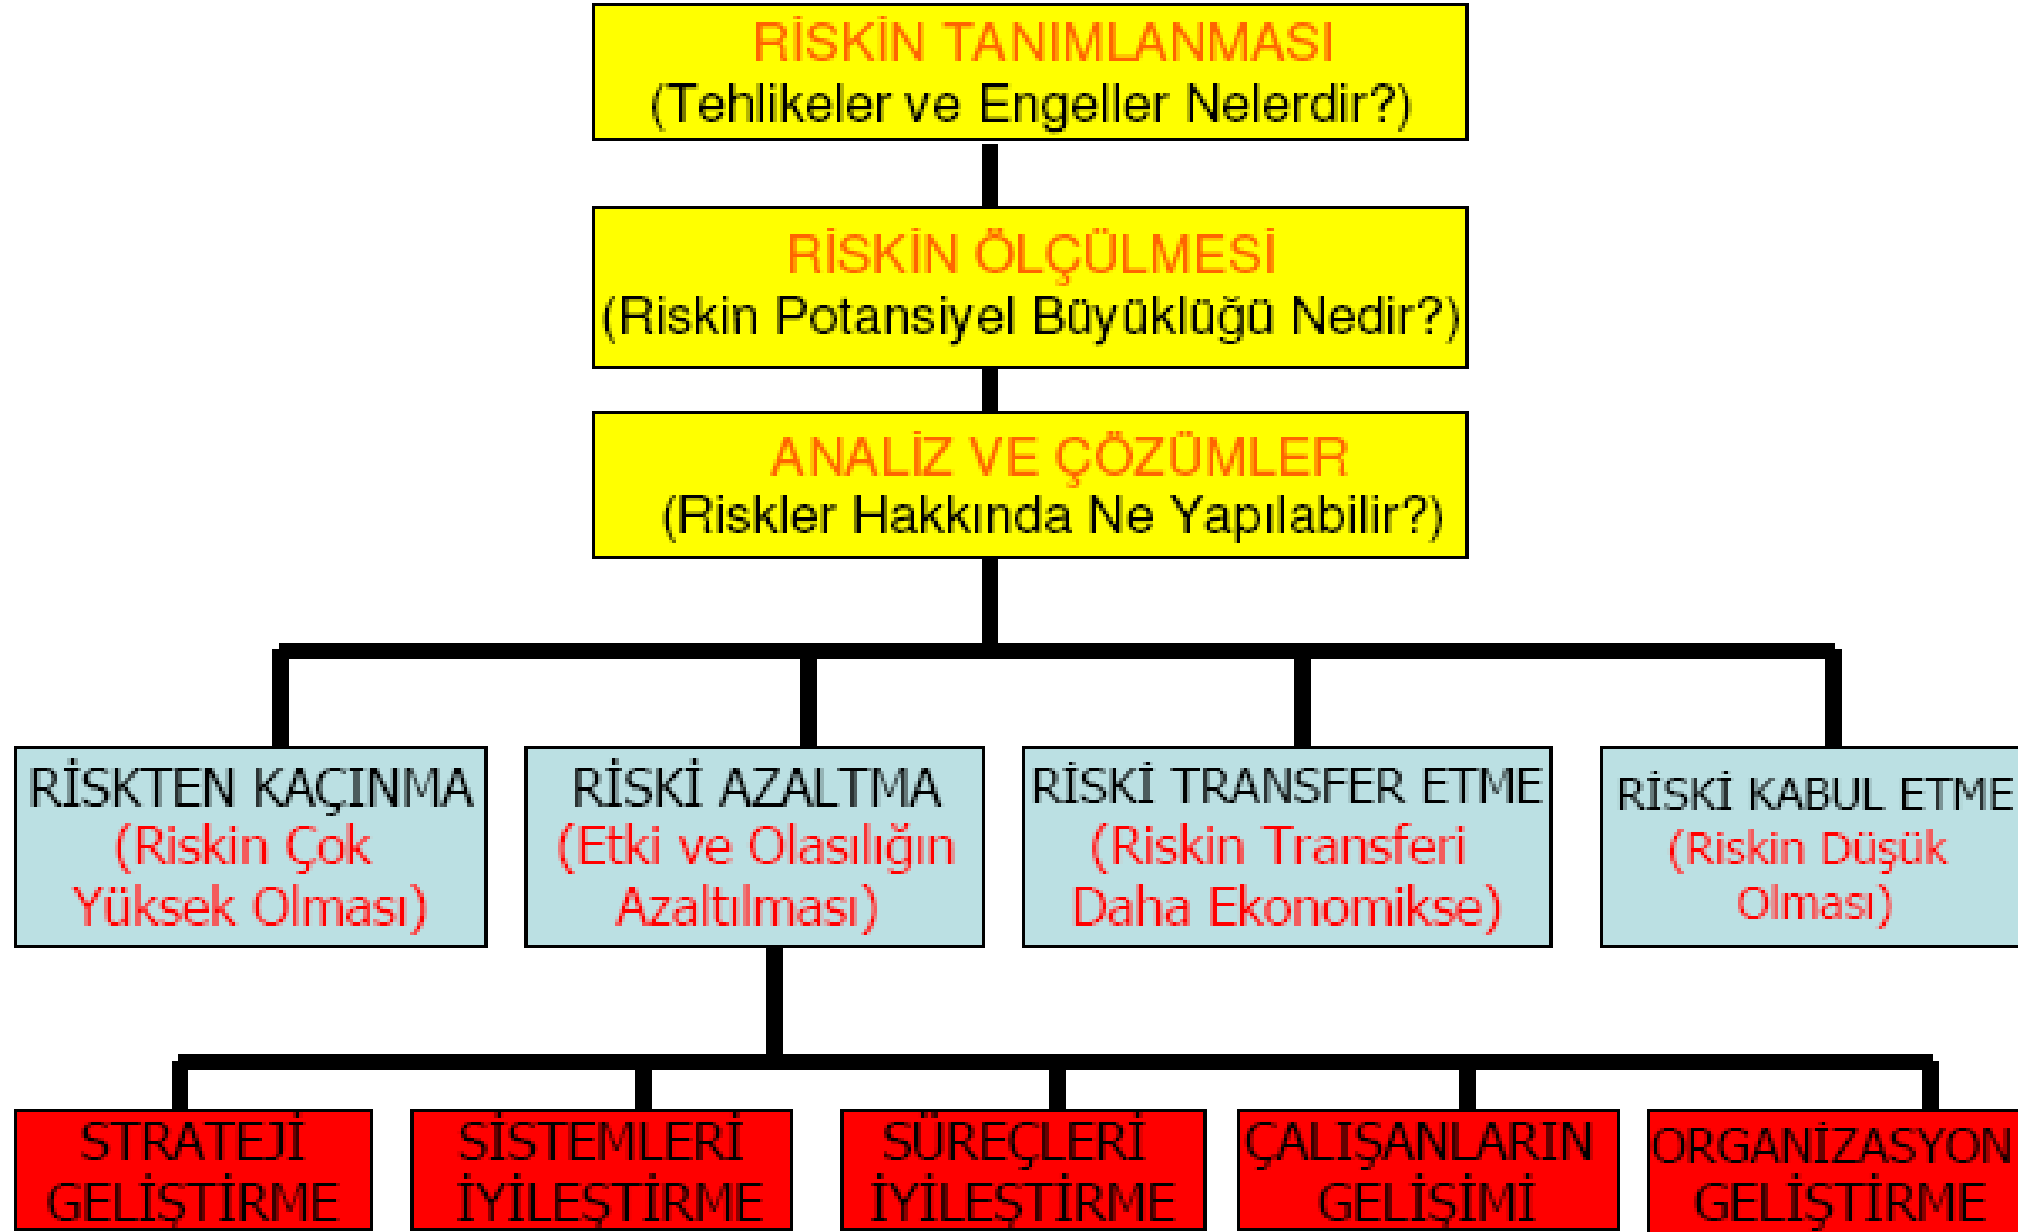 RİSKİN TANIMLANMASI
(Tehlikeler ve Engeller Nelerdir?)
RİSKİN ÖLÇÜLMESİ
(Riskin Potansiyel Büyüklüğü Nedir?)
ANALİZ VE ÇÖZÜMLER
(Riskler Hakkında Ne Yapılabilir?)
RİSKTEN KAÇINMA
(Riskin Çok
Yüksek Olması)
RİSKİ AZALTMA
(Etki ve Olasılığın
Azaltılması)
RİSKİ TRANSFER ETME
(Riskin Transferi
Daha Ekonomikse)
RİSKİ KABUL ETME
(Riskin Düşük
Olması)
STRATEJİ
GELİŞTİRME
SİSTEMLERİ
İYİLEŞTİRME
SÜREÇLERİ
İYİLEŞTİRME
ÇALIŞANLARIN
GELİŞİMİ
ORGANİZASYON
GELİŞTİRME